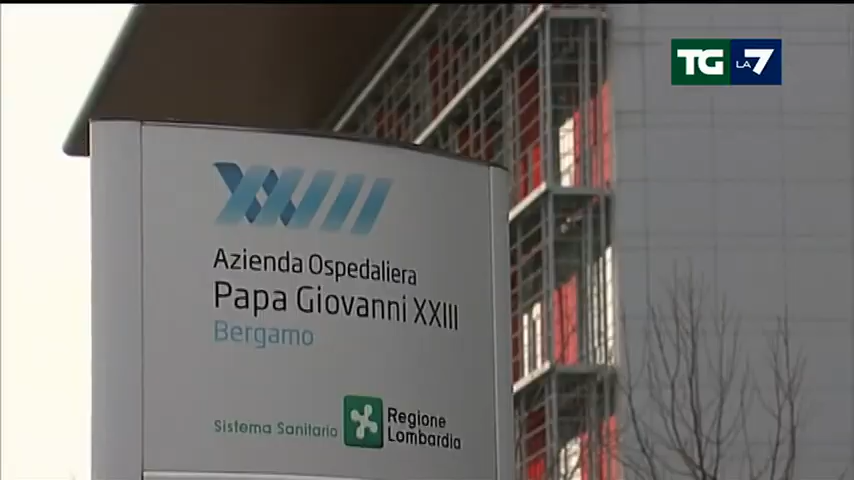 TG LA7
XXIII
Azienda Ospedaliera
Papa Giovanni XXIII
Bergamo
Sistema Sanitario
Regione
Lombardia